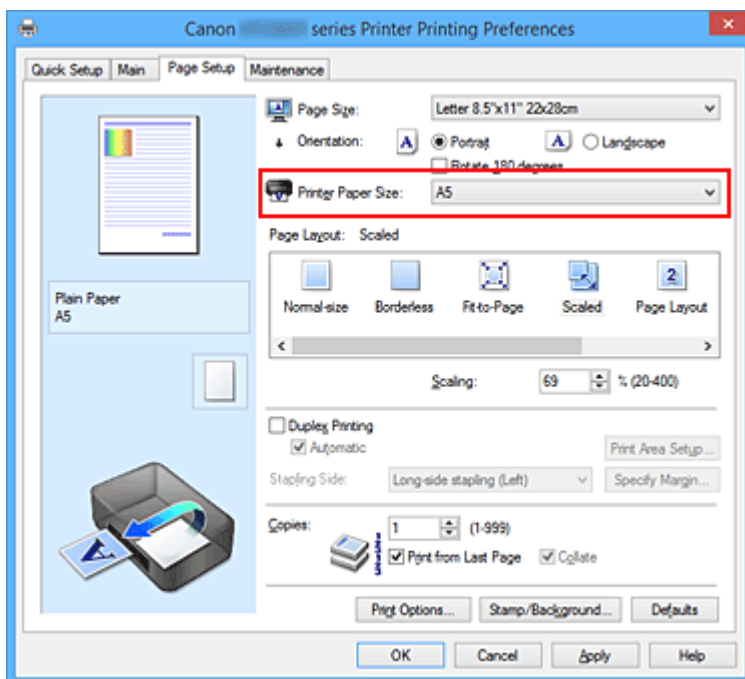 Canon series Printer Printing Preferences
Quick Setup Main Page Setup Maintenance
Page Size: Letter 8.5"x11" 22x28cm
Orientation: A Portrait A Landscape
Rotate 180 degrees
Printer Paper Size: A5
Page Layout: Scaled
Normal-size Borderless Fit-to-Page Scaled Page Layout
2
Plain Paper
A5
Scaling: 69 % (20-400)
Duplex Printing
Automatic
Print Area Setup...
Stapling Side: Long-side stapling (Left) Specify Margin...
Copies: 1 (1-999)
Print from Last Page Collate
A
Print Options... Stamp/Background... Defaults
OK Cancel Apply Help